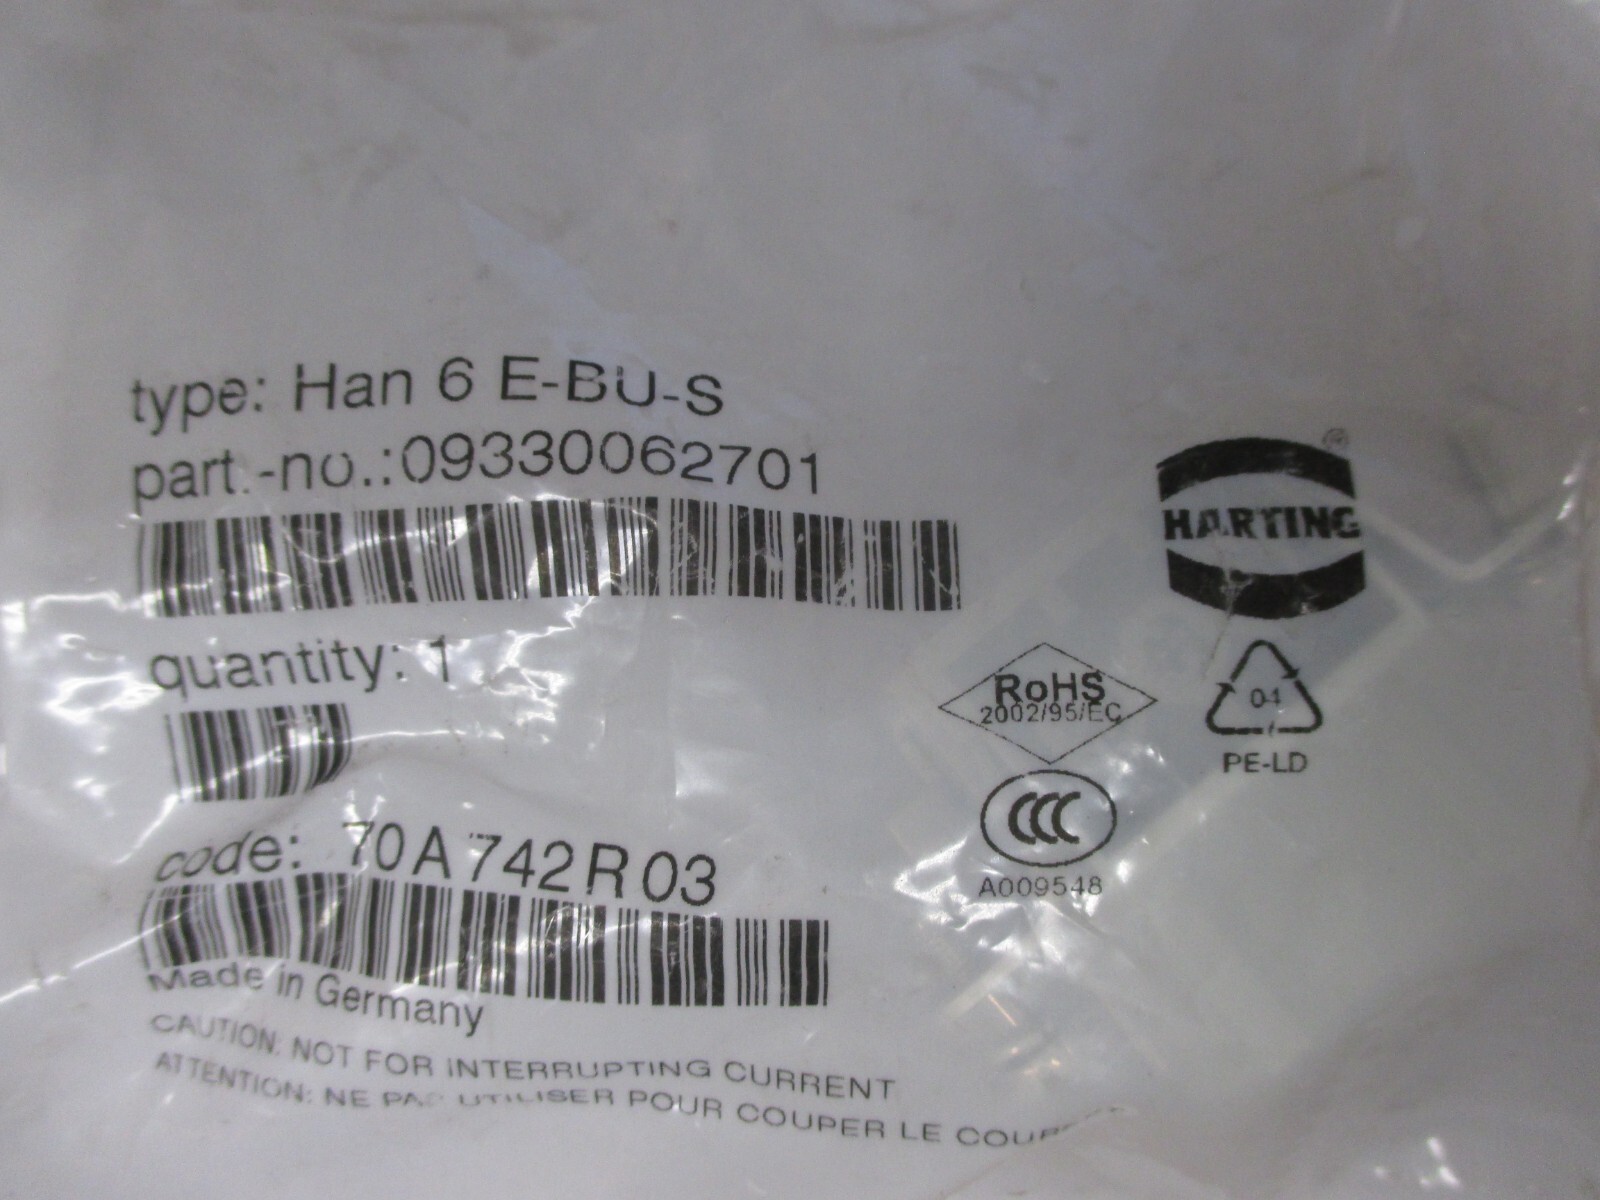 type: Han 6 E-BU-S
part.-no.:09330062701
quantity: 1
code: 70A742R03
Made in Germany
CAUTION: NOT FOR INTERRUPTING CURRENT
ATTENTION: NE PAS UTILISER POUR COUPER LE
HARTING
®
RoHS
2002/95/EC
04
PE-LD
CCC
A009548